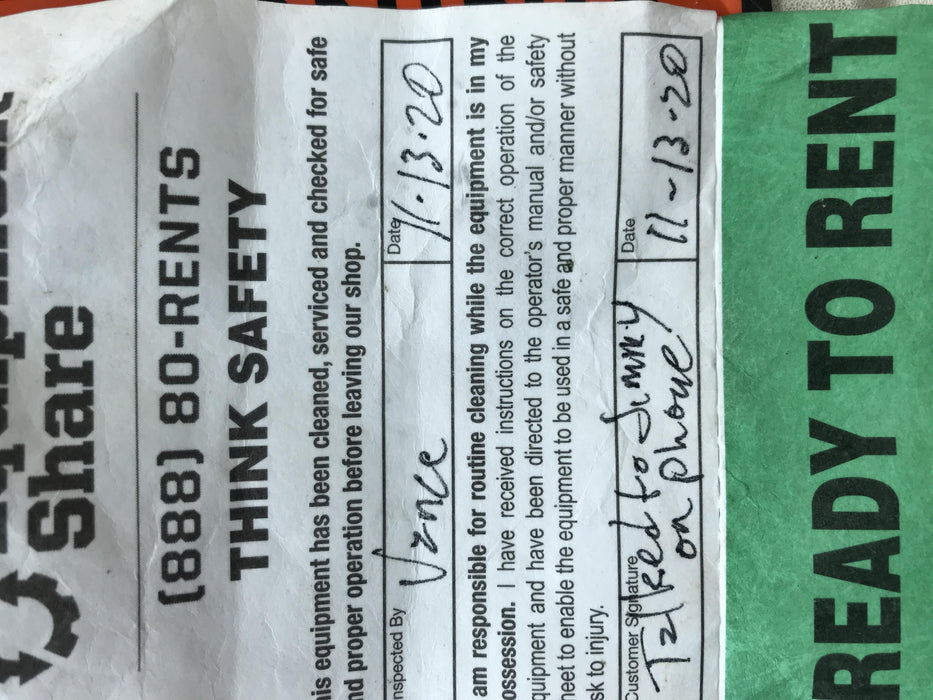 Share
(888) 80-RENTS
THINK SAFETY
his equipment has been cleaned, serviced and checked for safe
nd proper operation before leaving our shop.
nspected By Vance Date 11.13.20
am responsible for routine cleaning while the equipment is in my
ossession. I have received instructions on the correct operation of the
quipment and have been directed to the operator's manual and/or safety
heet to enable the equipment to be used in a safe and proper manner without
sk to injury.
ustomer Signature Talked to Jimmy Date 11-13-20
on phone
READY TO RENT